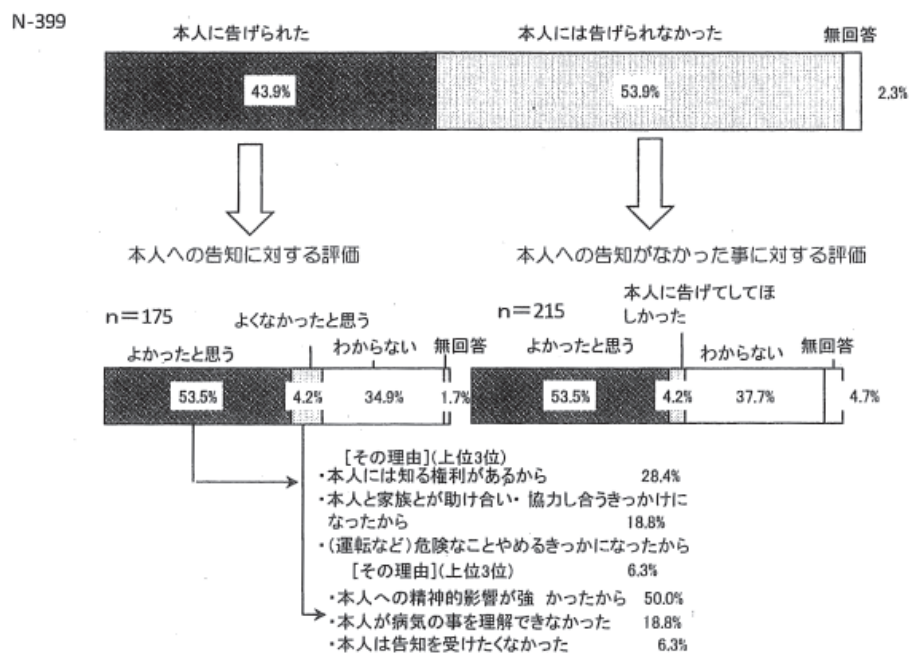 N-399
本人に告げられた 本人には告げられなかった 無回答
43.9% 53.9% 2.3%
本人への告知に対する評価 本人への告知がなかった事に対する評価
n=175 よくなかったと思う n=215 本人に告げてしてほ
しかった
よかったと思う わからない 無回答 よかったと思う わからない 無回答
53.5% 4.2% 34.9% 1.7% 53.5% 4.2% 37.7% 4.7%
[その理由](上位3位)
・本人には知る権利があるから 28.4%
・本人と家族とが助け合い・ 協力し合うきっかけに
なったから 18.8%
・(運転など)危険なことやめるきっかになったから
[その理由](上位3位) 6.3%
・本人への精神的影響が強 かったから 50.0%
・本人が病気の事を理解できなかった 18.8%
・本人は告知を受けたくなかった 6.3%